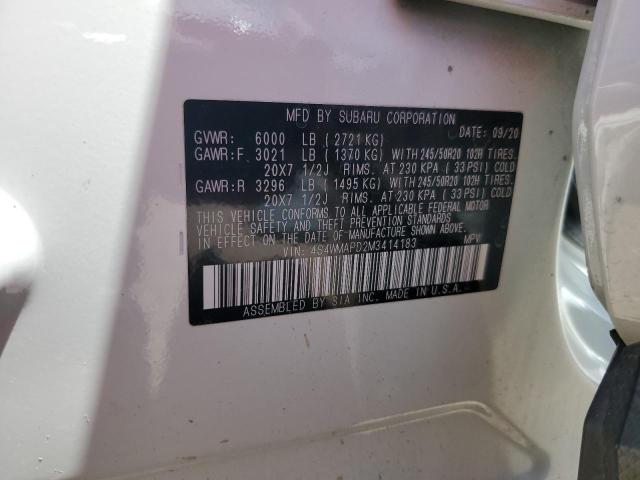 MFD BY SUBARU CORPORATION
DATE: 09/20
GVWR: 6000 LB (2721 KG)
GAWR:F 3021 LB (1370 KG) WITH 245/50R20 102H TIRES.
20X7 1/2J RIMS. AT 230 KPA (33 PSI) COLD
GAWR:R 3296 LB (1495 KG) WITH 245/50R20 102H TIRES.
20X7 1/2J RIMS. AT 230 KPA (33 PSI) COLD
THIS VEHICLE CONFORMS TO ALL APPLICABLE FEDERAL MOTOR
VEHICLE SAFETY AND THEFT PREVENTION STANDARDS
IN EFFECT ON THE DATE OF MANUFACTURE SHOWN ABOVE.
VIN: 4S4WMAPD2M3414183 MPV
ASSEMBLED BY SIA INC. MADE IN U.S.A.